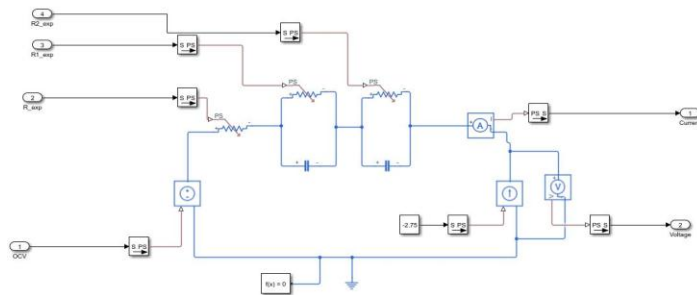 4
R2_exp
S PS
3
R1_exp
S PS
PS
PS
2
R_exp
S PS
PS
+ -
+ -
A
PS S
1
Current
1
OCV
S PS
-2.75
S PS
V
PS S
2
Voltage
f(x) = 0